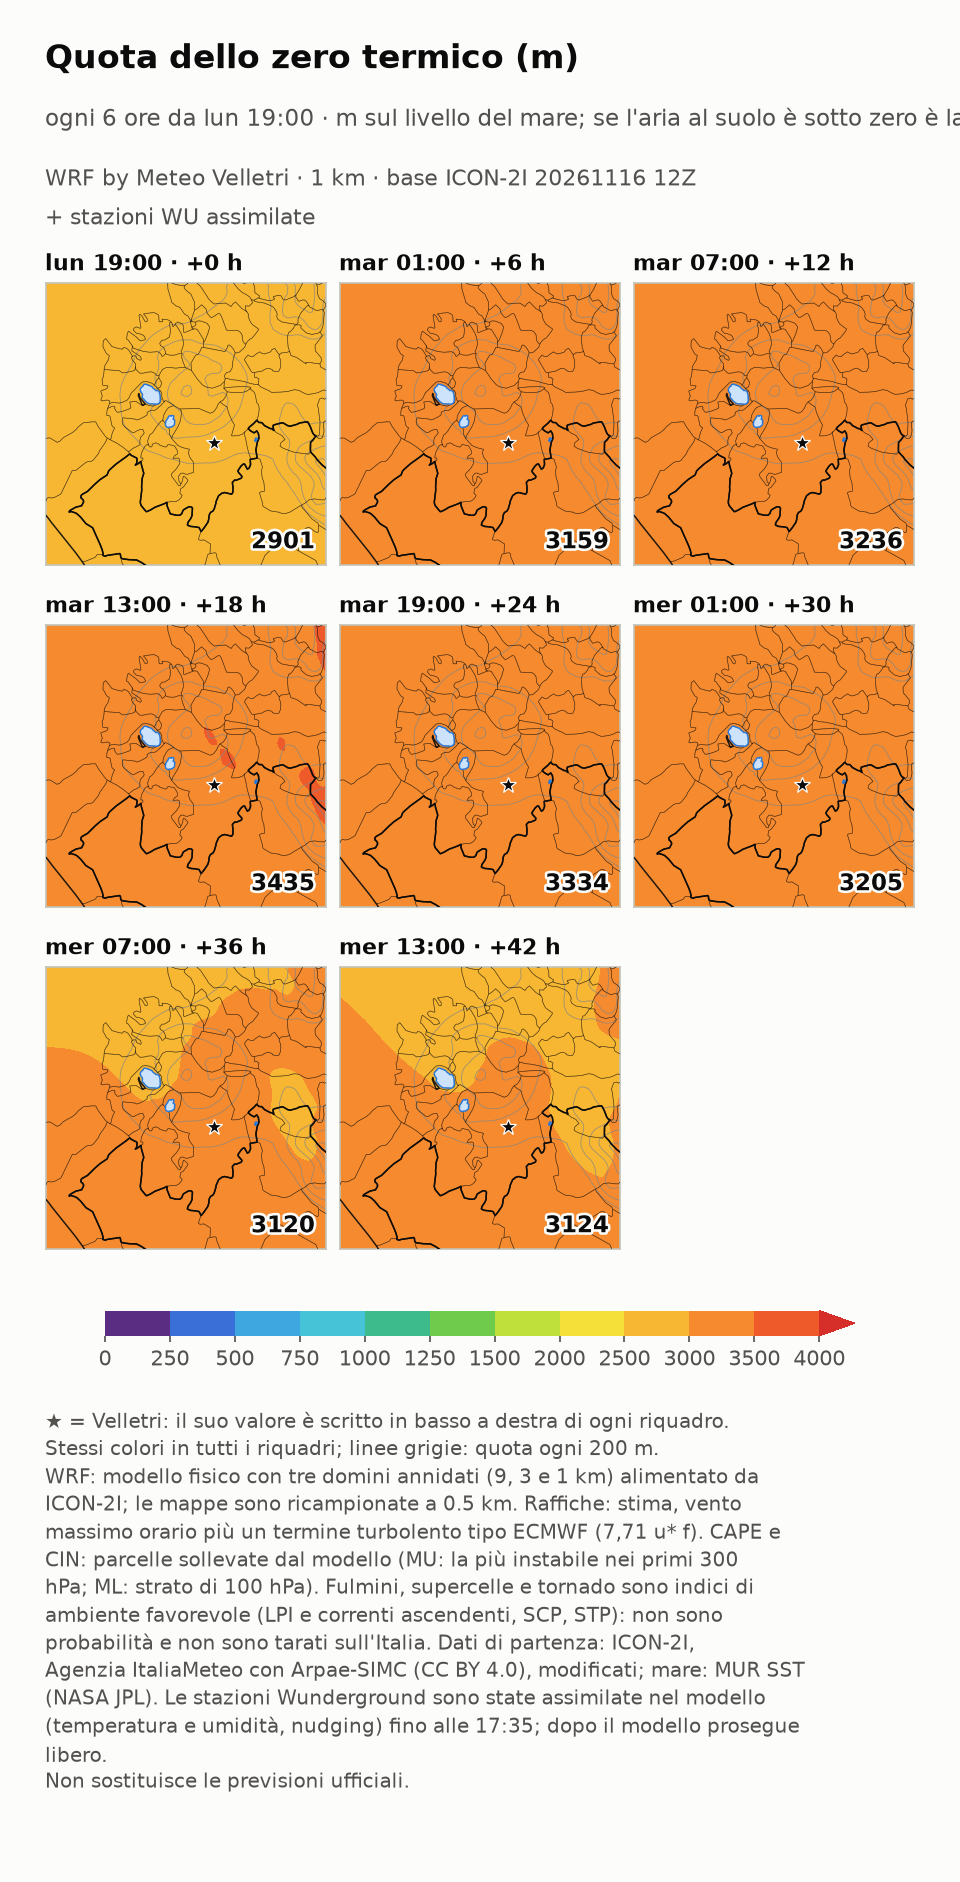 Quota dello zero termico (m)
ogni 6 ore da lun 19:00 · m sul livello del mare; se l'aria al suolo è sotto zero è la
WRF by Meteo Velletri · 1 km · base ICON-2I 20261116 12Z
+ stazioni WU assimilate
lun 19:00 · +0 h
mar 01:00 · +6 h
mar 07:00 · +12 h
2901
3159
3236
mar 13:00 · +18 h
mar 19:00 · +24 h
mer 01:00 · +30 h
3435
3334
3205
mer 07:00 · +36 h
mer 13:00 · +42 h
3120
3124
0 250 500 750 1000 1250 1500 2000 2500 3000 3500 4000
★ = Velletri: il suo valore è scritto in basso a destra di ogni riquadro.
Stessi colori in tutti i riquadri; linee grigie: quota ogni 200 m.
WRF: modello fisico con tre domini annidati (9, 3 e 1 km) alimentato da
ICON-2I; le mappe sono ricampionate a 0.5 km. Raffiche: stima, vento
massimo orario più un termine turbolento tipo ECMWF (7,71 u* f). CAPE e
CIN: parcelle sollevate dal modello (MU: la più instabile nei primi 300
hPa; ML: strato di 100 hPa). Fulmini, supercelle e tornado sono indici di
ambiente favorevole (LPI e correnti ascendenti, SCP, STP): non sono
probabilità e non sono tarati sull'Italia. Dati di partenza: ICON-2I,
Agenzia ItaliaMeteo con Arpae-SIMC (CC BY 4.0), modificati; mare: MUR SST
(NASA JPL). Le stazioni Wunderground sono state assimilate nel modello
(temperatura e umidità, nudging) fino alle 17:35; dopo il modello prosegue
libero.
Non sostituisce le previsioni ufficiali.